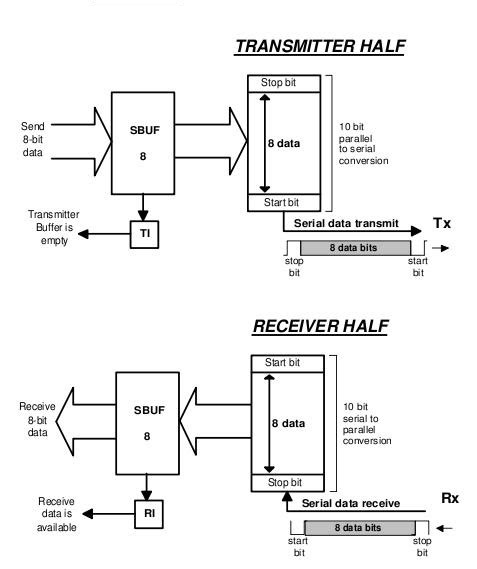 TRANSMITTER HALF
Stop bit
Send
8-bit
data
SBUF
8
8 data
10 bit
parallel
to serial
conversion
Start bit
Transmitter
Buffer is
empty
TI
Serial data transmit
Tx
8 data bits
stop
bit
start
bit
RECEIVER HALF
Start bit
Receive
8-bit
data
SBUF
8
8 data
10 bit
serial to
parallel
conversion
Stop bit
Receive
data is
available
RI
Serial data receive
Rx
8 data bits
start
bit
stop
bit